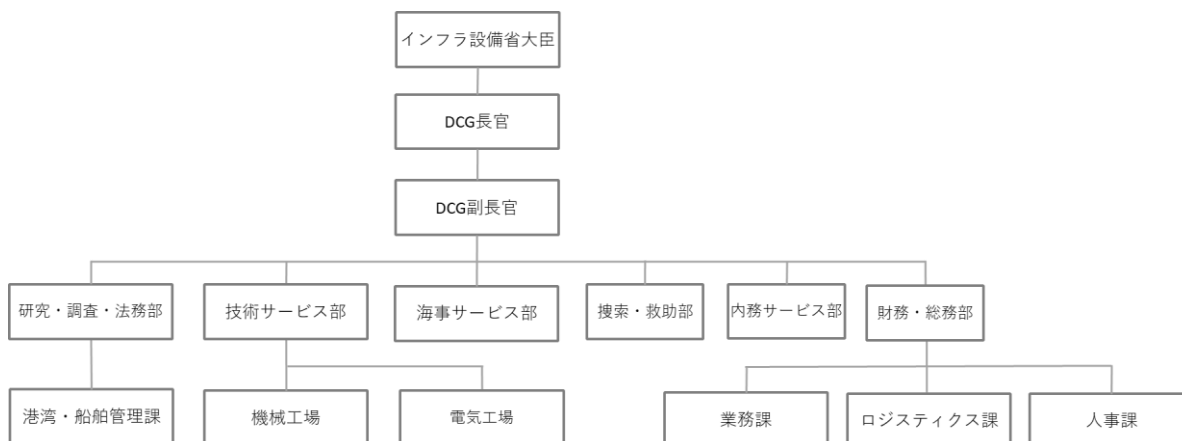 インフラ設備省大臣
DCG長官
DCG副長官
研究・調査・法務部
技術サービス部
海事サービス部
捜索・救助部
内務サービス部
財務・総務部
港湾・船舶管理課
機械工場
電気工場
業務課
ロジスティクス課
人事課